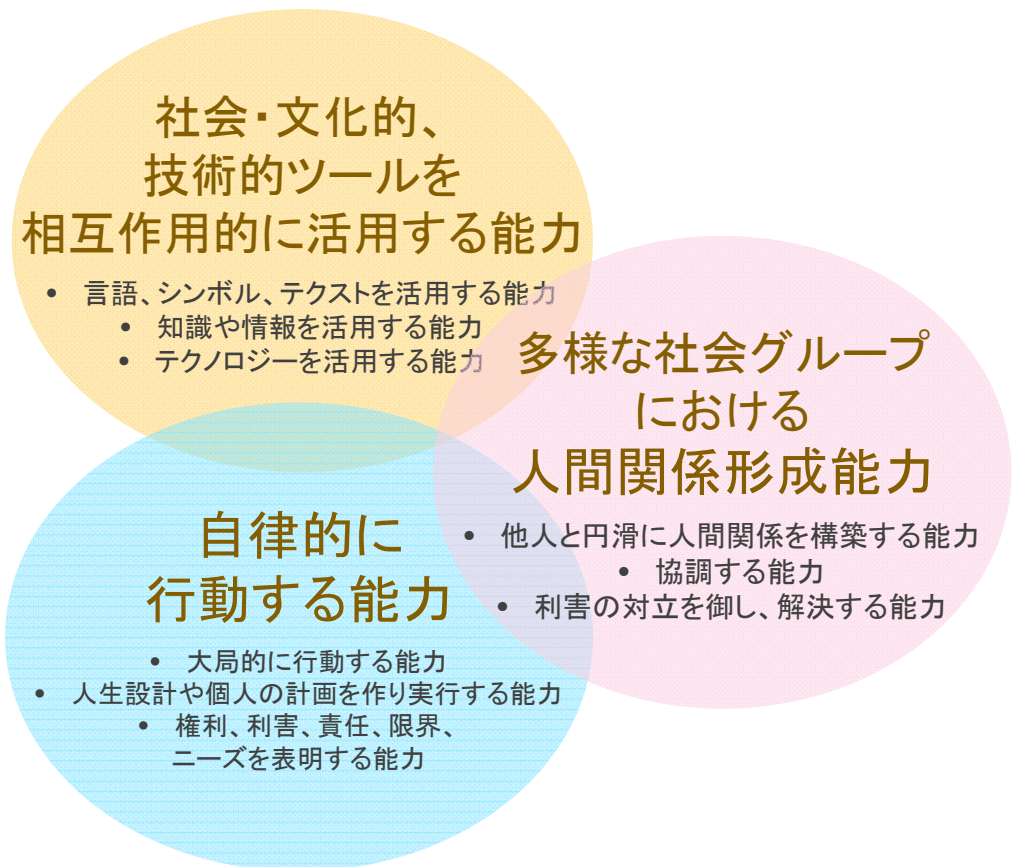 社会・文化的、
技術的ツールを
相互作用的に活用する能力
• 言語、シンボル、テクストを活用する能力
• 知識や情報を活用する能力
• テクノロジーを活用する能力
多様な社会グループ
における
人間関係形成能力
• 他人と円滑に人間関係を構築する能力
• 協調する能力
• 利害の対立を御し、解決する能力
自律的に
行動する能力
• 大局的に行動する能力
• 人生設計や個人の計画を作り実行する能力
• 権利、利害、責任、限界、
ニーズを表明する能力